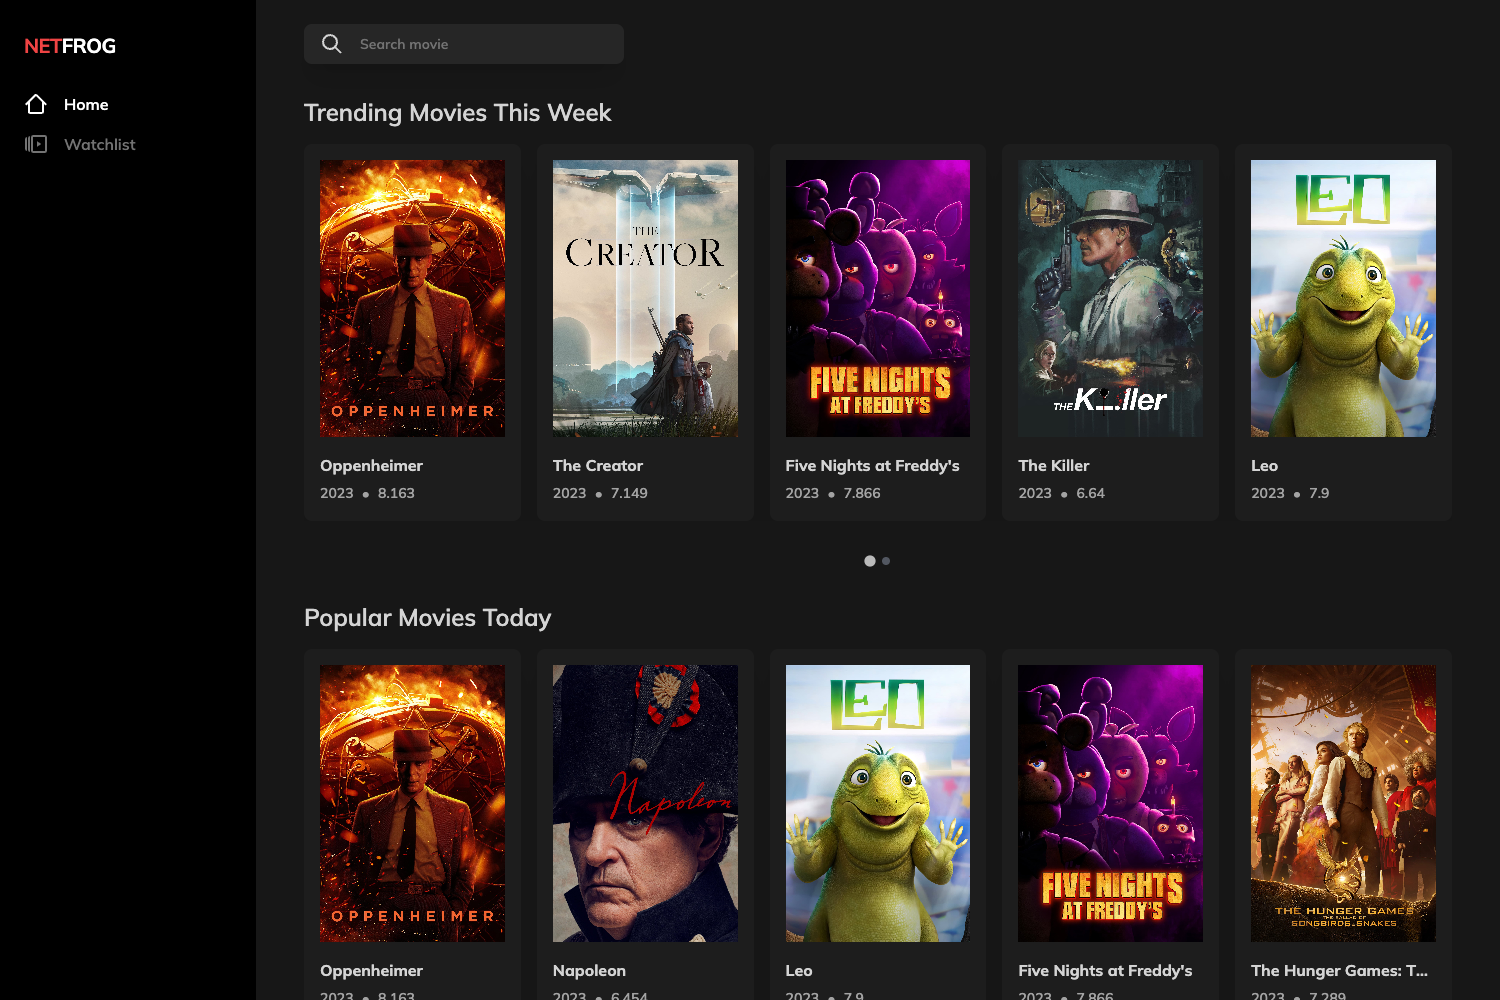 NETFROG
Home
Watchlist
Search movie
Trending Movies This Week
OPPENHEIMER
THE
CREATOR
FIVE NIGHTS
AT FREDDY'S
THE K...ller
LEO
Oppenheimer
2023 ● 8.163
The Creator
2023 ● 7.149
Five Nights at Freddy's
2023 ● 7.866
The Killer
2023 ● 6.64
Leo
2023 ● 7.9
Popular Movies Today
OPPENHEIMER
Napoleon
LEO
FIVE NIGHTS
AT FREDDY'S
THE HUNGER GAMES
THE BALLAD OF
SONGBIRDS & SNAKES
Oppenheimer
2023 ● 8.163
Napoleon
2023 ● 6.454
Leo
2023 ● 7.9
Five Nights at Freddy's
2023 ● 7.866
The Hunger Games: T...
2023 ● 7.289